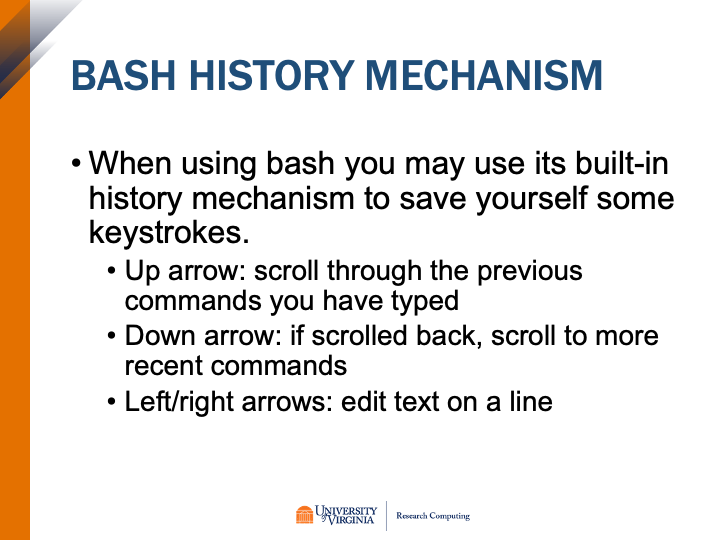 BASH HISTORY MECHANISM
• When using bash you may use its built-in
history mechanism to save yourself some
keystrokes.
• Up arrow: scroll through the previous
commands you have typed
• Down arrow: if scrolled back, scroll to more
recent commands
• Left/right arrows: edit text on a line
UNIVERSITY
of VIRGINIA
Research Computing